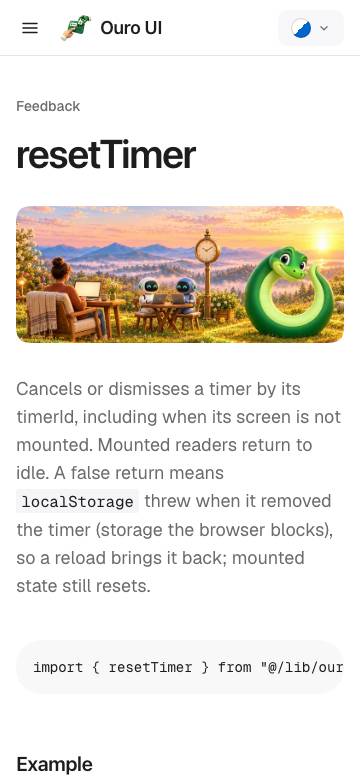 Ouro UI
Feedback
resetTimer
Cancels or dismisses a timer by its
timerId, including when its screen is not
mounted. Mounted readers return to
idle. A false return means
localStorage threw when it removed
the timer (storage the browser blocks),
so a reload brings it back; mounted
state still resets.
import { resetTimer } from "@/lib/our
Example